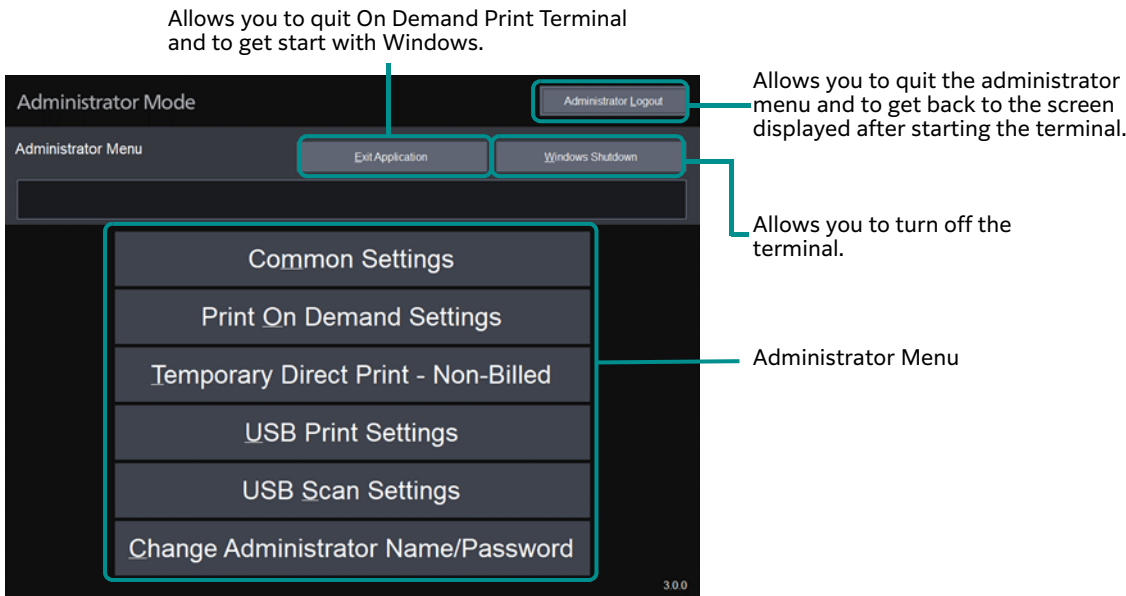 Allows you to quit On Demand Print Terminal
and to get start with Windows.
Administrator Mode
Administrator Logout
Allows you to quit the administrator
menu and to get back to the screen
displayed after starting the terminal.
Administrator Menu
Exit Application
Windows Shutdown
Allows you to turn off the
terminal.
Common Settings
Print On Demand Settings
Temporary Direct Print - Non-Billed
Administrator Menu
USB Print Settings
USB Scan Settings
Change Administrator Name/Password
3.0.0